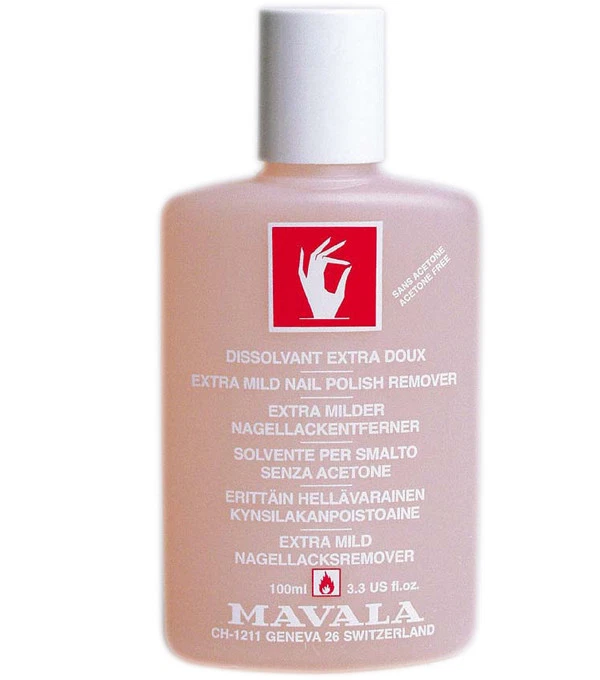 SANS ACETONE
ACETONE FREE
DISSOLVANT EXTRA DOUX
EXTRA MILD NAIL POLISH REMOVER
EXTRA MILDER
NAGELLACKENTFERNER
SOLVENTE PER SMALTO
SENZA ACETONE
ERITTÄIN HELLÄVARAINEN
KYNSILAKANPOISTOAINE
EXTRA MILD
NAGELLACKSREMOVER
100ml 3.3 US fl.oz.
MAVALA
CH-1211 GENEVA 26 SWITZERLAND